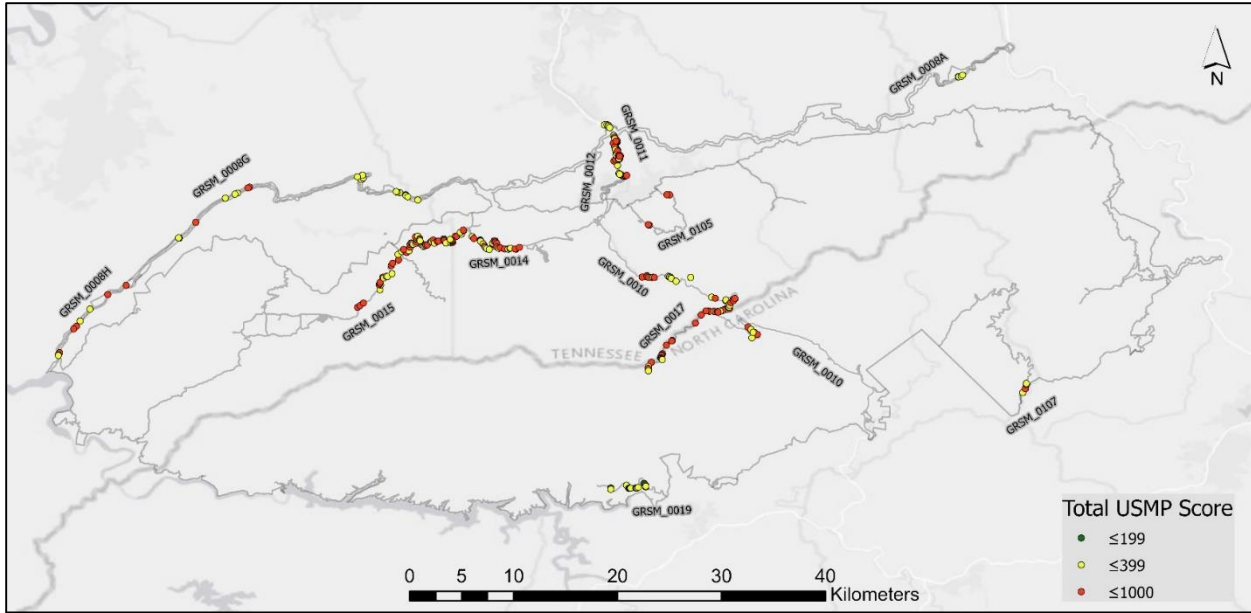 GRSM_0008A
N
GRSM_0011
GRSM_0012
GRSM_0008G
GRSM_0105
GRSM_0014
GRSM_0010
GRSM_0008H
GRSM_0015
GRSM_0017
NORTH CAROLINA
TENNESSEE
GRSM_0010
GRSM_0107
GRSM_0019
Total USMP Score
≤199
≤399
≤1000
0 5 10 20 30 40
Kilometers